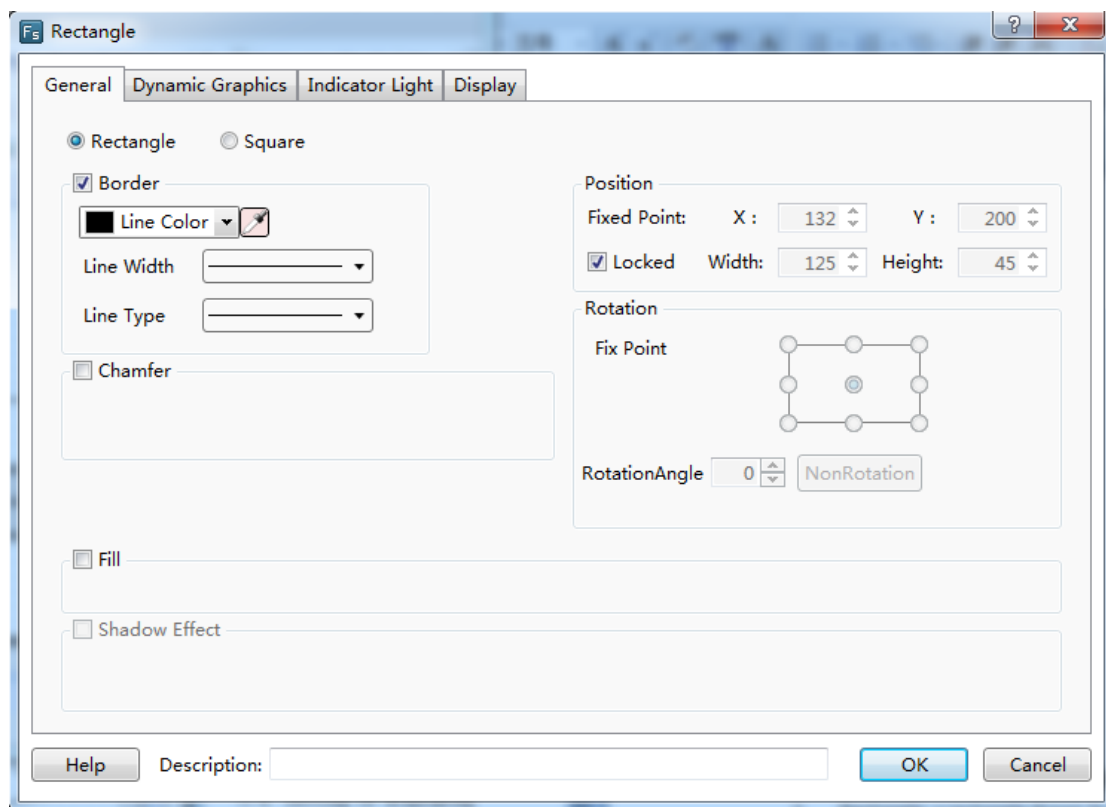 Fs Rectangle
?
X
General Dynamic Graphics Indicator Light Display
Rectangle Square
Border
Line Color
Line Width
Line Type
Chamfer
Position
Fixed Point: X : 132 Y : 200
Locked Width: 125 Height: 45
Rotation
Fix Point
RotationAngle 0 NonRotation
Fill
Shadow Effect
Help Description: OK Cancel